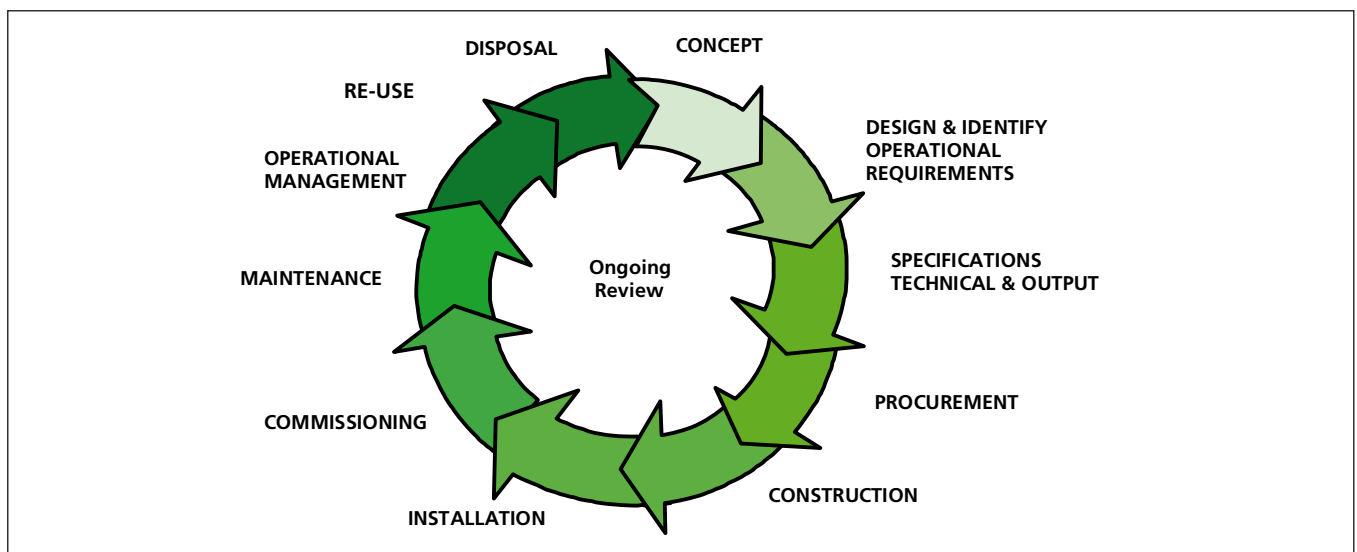 CONCEPT
DESIGN & IDENTIFY
OPERATIONAL
REQUIREMENTS
SPECIFICATIONS
TECHNICAL & OUTPUT
PROCUREMENT
CONSTRUCTION
INSTALLATION
COMMISSIONING
MAINTENANCE
OPERATIONAL
MANAGEMENT
RE-USE
DISPOSAL
Ongoing
Review